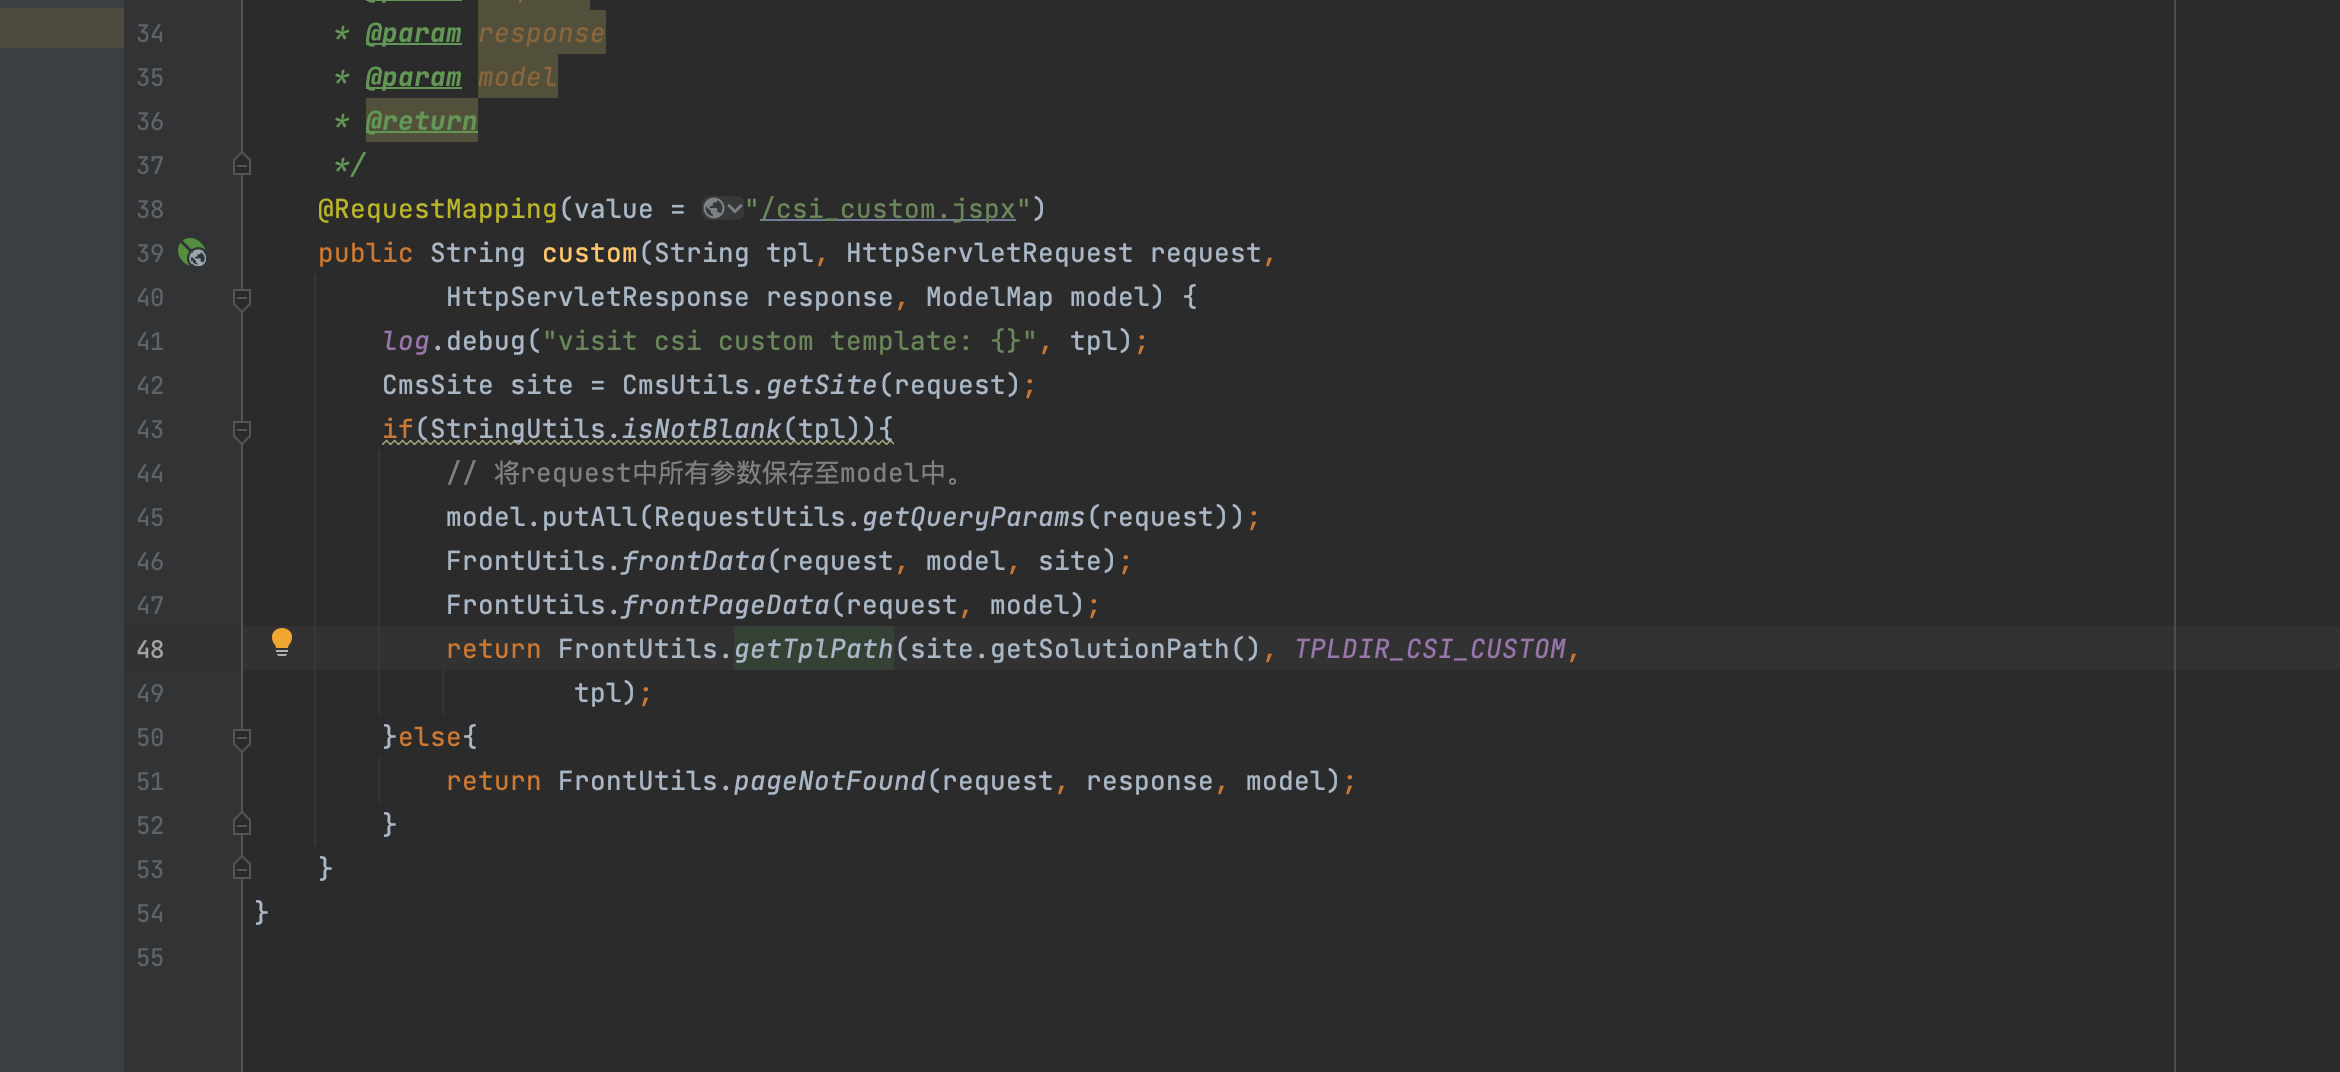 34 * @param response
35 * @param model
36 * @return
37 */
38 @RequestMapping(value = "/csi_custom.jspx")
39 public String custom(String tpl, HttpServletRequest request,
40 HttpServletResponse response, ModelMap model) {
41 log.debug("visit csi custom template: {}", tpl);
42 CmsSite site = CmsUtils.getSite(request);
43 if(StringUtils.isNotBlank(tpl)){
44 // 将request中所有参数保存至model中。
45 model.putAll(RequestUtils.getQueryParams(request));
46 FrontUtils.frontData(request, model, site);
47 FrontUtils.frontPageData(request, model);
48 return FrontUtils.getTplPath(site.getSolutionPath(), TPLDIR_CSI_CUSTOM,
49 tpl);
50 }else{
51 return FrontUtils.pageNotFound(request, response, model);
52 }
53 }
54 }
55